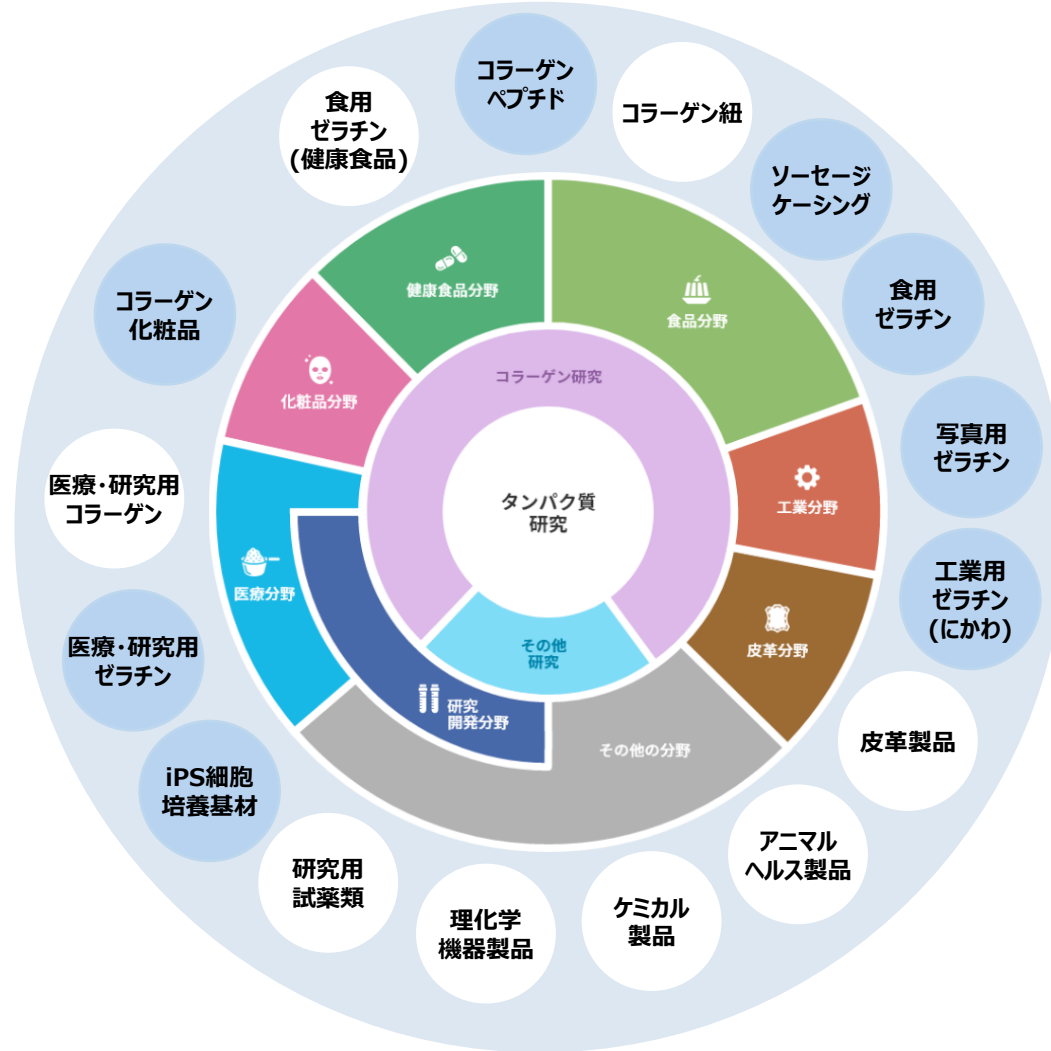 コラーゲン
ペプチド
コラーゲン紐
ソーセージ
ケーシング
食用
ゼラチン
写真用
ゼラチン
工業用
ゼラチン
(にかわ)
皮革製品
アニマル
ヘルス製品
ケミカル
製品
理化学
機器製品
研究用
試薬類
iPS細胞
培養基材
医療・研究用
ゼラチン
医療・研究用
コラーゲン
コラーゲン
化粧品
食用
ゼラチン
(健康食品)
健康食品分野
食品分野
工業分野
皮革分野
その他の分野
研究
開発分野
医療分野
化粧品分野
コラーゲン研究
その他
研究
タンパク質
研究